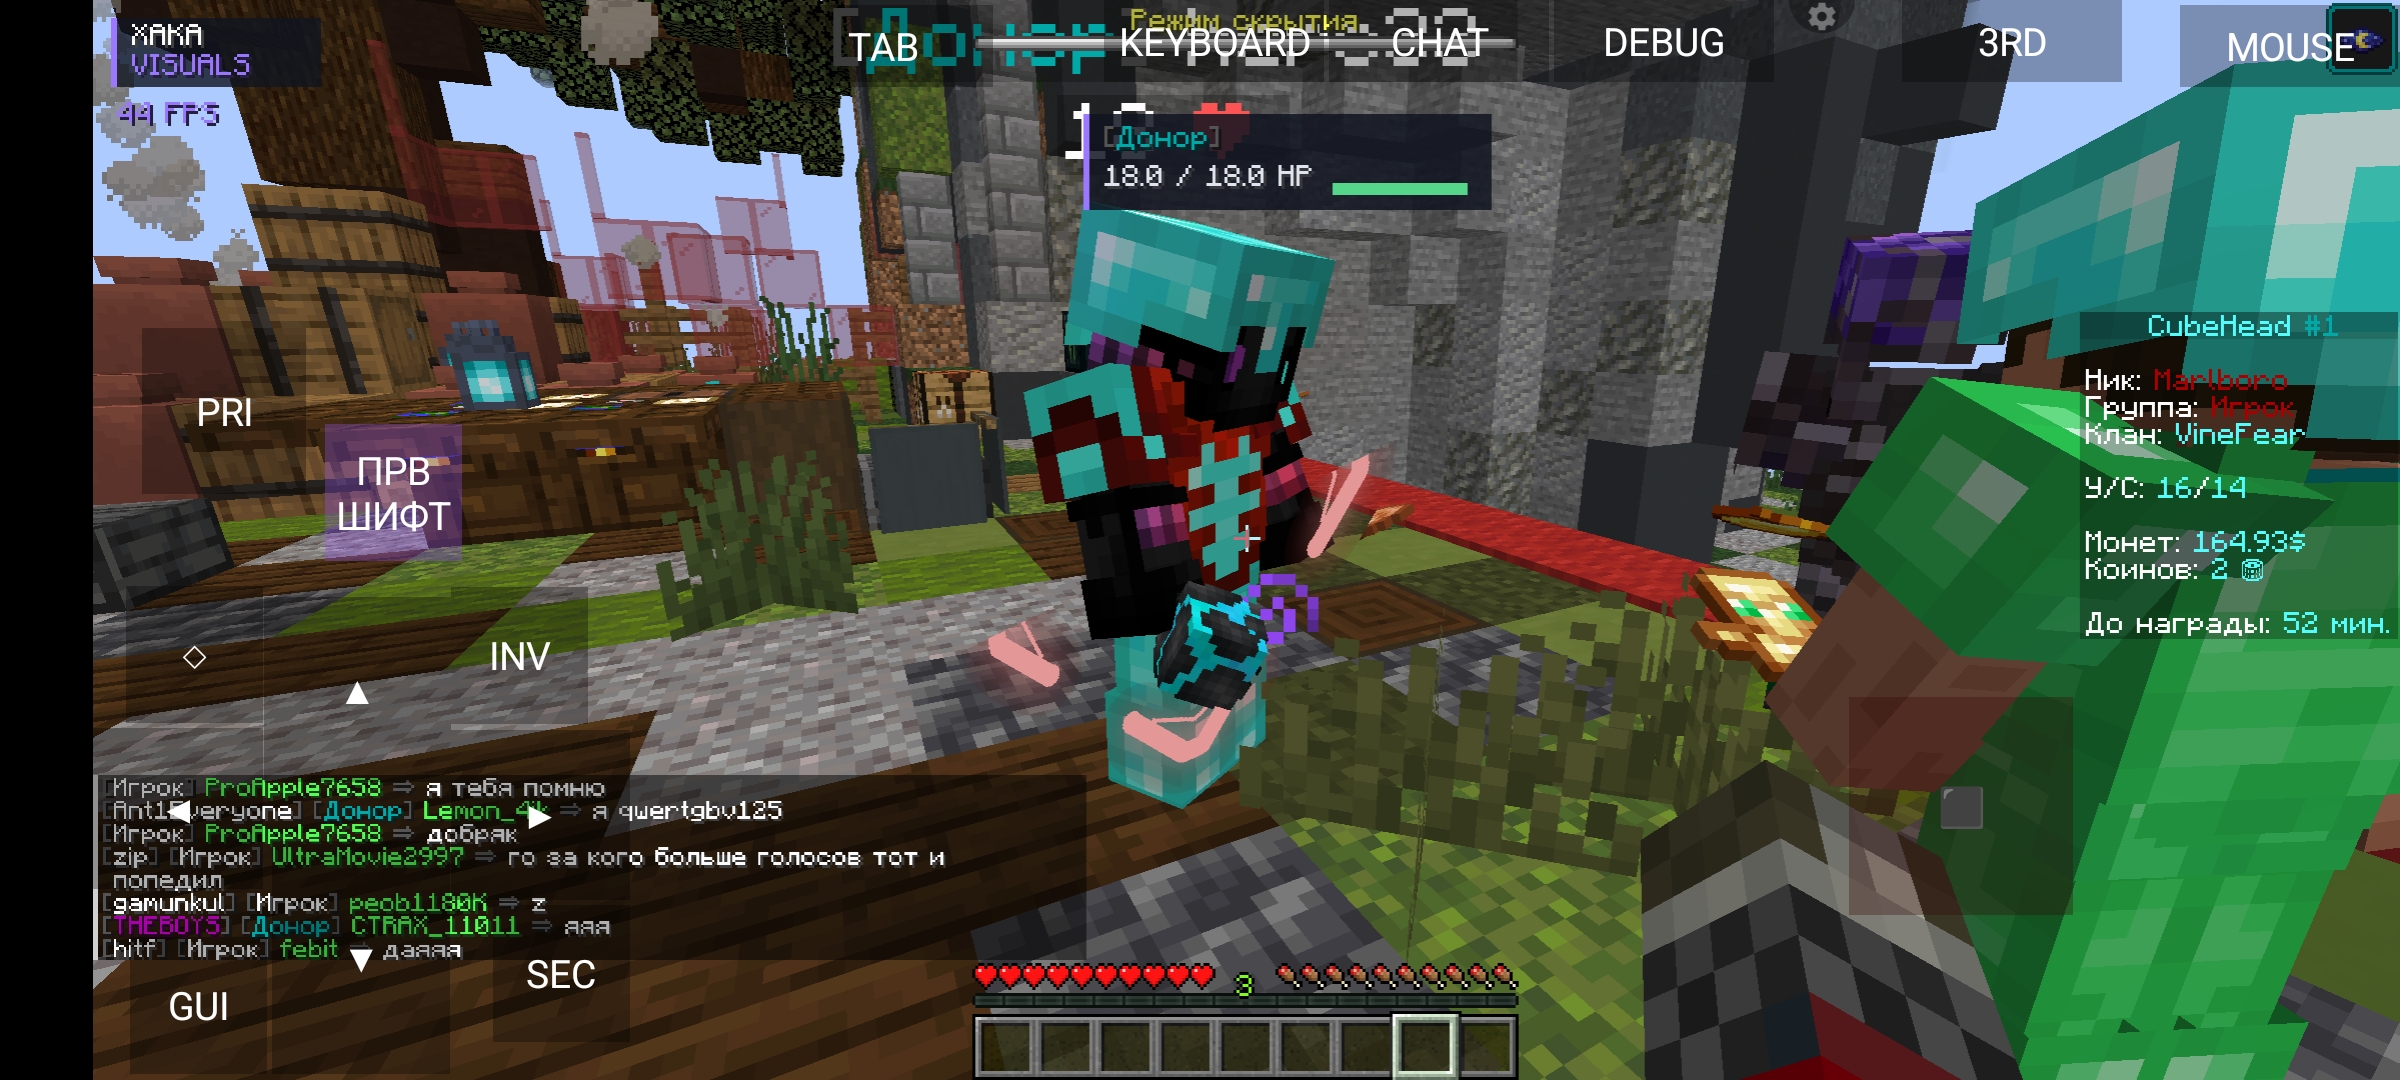 XAKA
VISUALS
44 FPS
Режим скрытия
TAB
KEYBOARD
CHAT
DEBUG
3RD
MOUSE
[Донор]
18.0 / 18.0 HP
PRI
ПРВ
ШИФТ
INV
CubeHead #1
Ник: Marlboro
Группа: Игрок
Клан: VineFear
У/С: 16/14
Монет: 164.93$
Коинов: 2
До награды: 52 мин.
[Игрок] ProApple7658 ⇒ я тебя помню
[Донор] Lemon_4k ⇒ я qwertgbv125
[Игрок] ProApple7658 ⇒ добряк
[zip] [Игрок] UltraMovie2997 ⇒ го за кого больше голосов тот и
попедил
[gamunkul] [Игрок] peob1180K ⇒ z
[THEBOYS] [Донор] CTRAX_11011 ⇒ яяя
[hitf] [Игрок] febit ⇒ даяяя
GUI
SEC
3